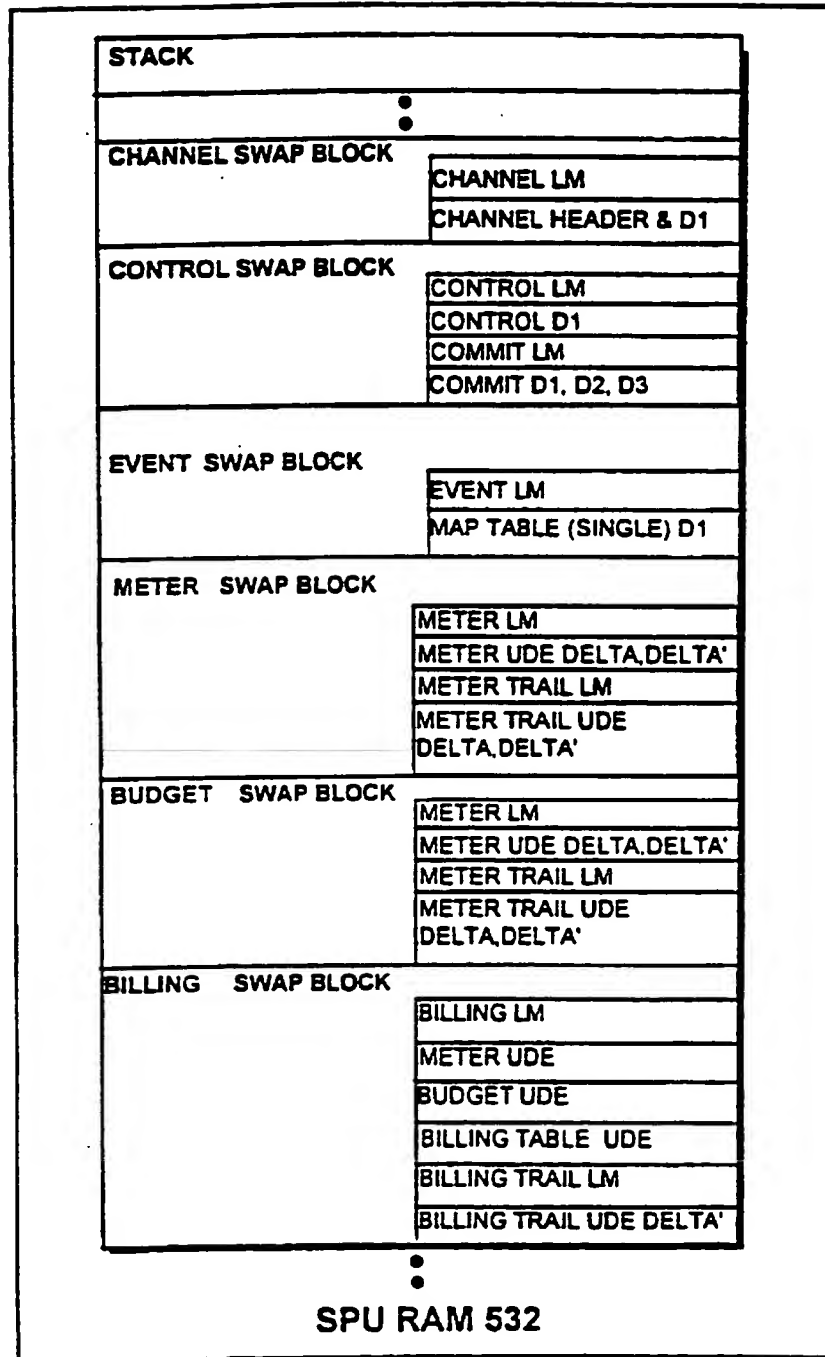 STACK
CHANNEL SWAP BLOCK
CHANNEL LM
CHANNEL HEADER & D1
CONTROL SWAP BLOCK
CONTROL LM
CONTROL D1
COMMIT LM
COMMIT D1, D2, D3
EVENT SWAP BLOCK
EVENT LM
MAP TABLE (SINGLE) D1
METER SWAP BLOCK
METER LM
METER UDE DELTA,DELTA'
METER TRAIL LM
METER TRAIL UDE
DELTA,DELTA'
BUDGET SWAP BLOCK
METER LM
METER UDE DELTA.DELTA'
METER TRAIL LM
METER TRAIL UDE
DELTA,DELTA'
BILLING SWAP BLOCK
BILLING LM
METER UDE
BUDGET UDE
BILLING TABLE UDE
BILLING TRAIL LM
BILLING TRAIL UDE DELTA'
SPU RAM 532